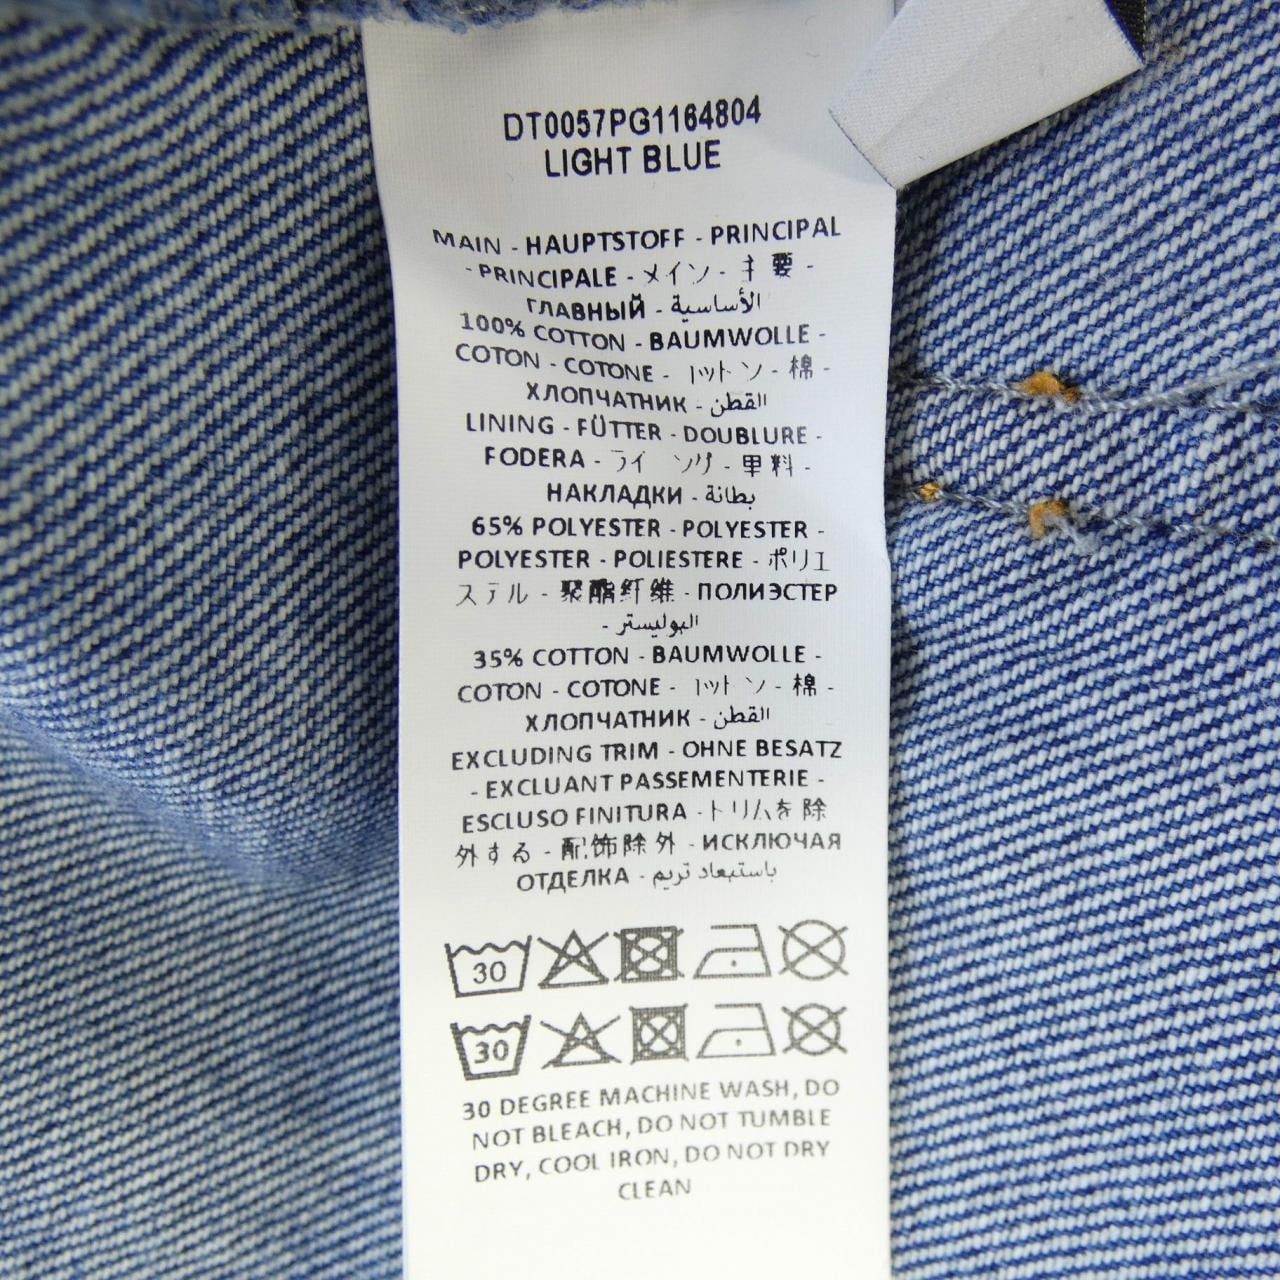 DT0057PG1164804
LIGHT BLUE
MAIN - HAUPTSTOFF - PRINCIPAL
- PRINCIPALE - メイン - 主要 -
ГЛАВНЫЙ - الأساسية
100% COTTON - BAUMWOLLE -
COTON - COTONE - コットン - 棉 -
ХЛОПЧАТНИК - القطن
LINING - FÜTTER - DOUBLURE -
FODERA - ライ ング - 里料 -
НАКЛАДКИ - بطانة
65% POLYESTER - POLYESTER -
POLYESTER - POLIESTERE - ポリエ
ステル - 聚酯纤维 - ПОЛИЭСТЕР
- البوليستر
35% COTTON - BAUMWOLLE -
COTON - COTONE - コットン - 棉 -
ХЛОПЧАТНИК - القطن
EXCLUDING TRIM - OHNE BESATZ
- EXCLUANT PASSEMENTERIE -
ESCLUSO FINITURA - トリムを除
外する - 配饰除外 - ИСКЛЮЧАЯ
ОТДЕЛКА - باستبعاد تريم
30
30
30 DEGREE MACHINE WASH, DO
NOT BLEACH, DO NOT TUMBLE
DRY, COOL IRON, DO NOT DRY
CLEAN